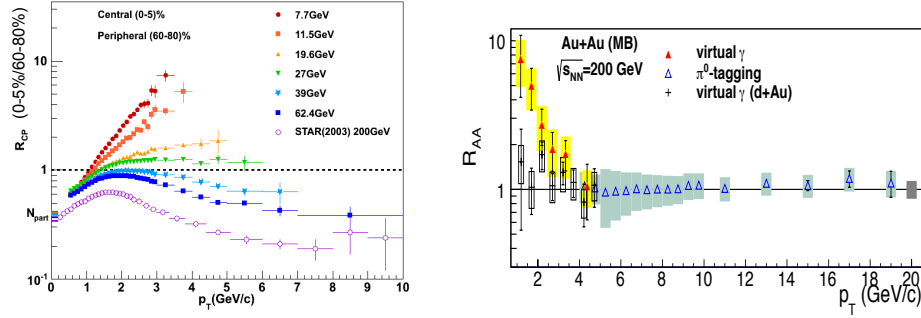 Central (0-5)%
Peripheral (60-80)%
7.7GeV
11.5GeV
19.6GeV
27GeV
39GeV
62.4GeV
STAR(2003) 200GeV
R_CP (0-5%/60-80%)
10
1
N_part
10^-1
0 1 2 3 4 5 6 7 8 9 10
p_T(GeV/c)
Au+Au (MB)
√s_NN=200 GeV
virtual γ
π^0-tagging
virtual γ (d+Au)
R_AA
10
1
2 4 6 8 10 12 14 16 18 20
p_T (GeV/c)